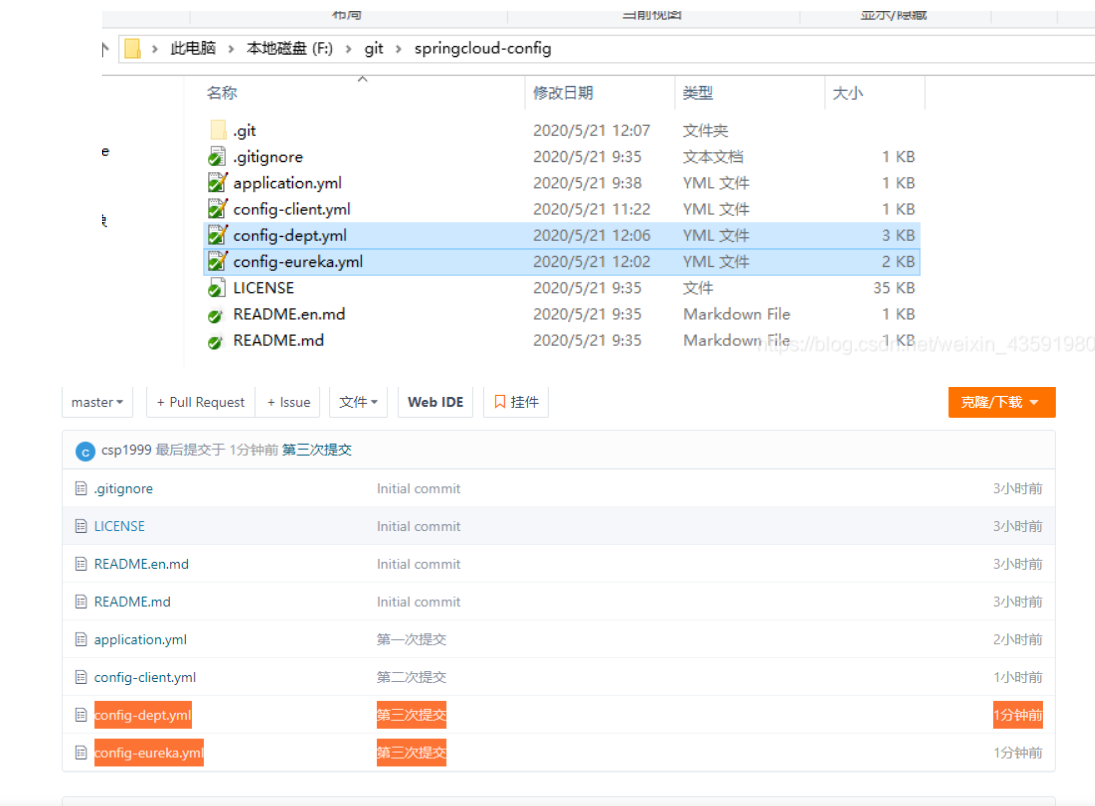 布局 当前视图 显示/隐藏
此电脑 本地磁盘 (F:) git springcloud-config
名称 修改日期 类型 大小
.git 2020/5/21 12:07 文件夹
.gitignore 2020/5/21 9:35 文本文档 1 KB
application.yml 2020/5/21 9:38 YML 文件 1 KB
config-client.yml 2020/5/21 11:22 YML 文件 1 KB
config-dept.yml 2020/5/21 12:06 YML 文件 3 KB
config-eureka.yml 2020/5/21 12:02 YML 文件 2 KB
LICENSE 2020/5/21 9:35 文件 35 KB
README.en.md 2020/5/21 9:35 Markdown File 1 KB
README.md 2020/5/21 9:35 Markdown File 1 KB
https://blog.csdn.net/weixin_43591980
master + Pull Request + Issue 文件 Web IDE 挂件 克隆/下载
C csp1999 最后提交于 1分钟前 第三次提交
.gitignore Initial commit 3小时前
LICENSE Initial commit 3小时前
README.en.md Initial commit 3小时前
README.md Initial commit 3小时前
application.yml 第一次提交 2小时前
config-client.yml 第二次提交 1小时前
config-dept.yml 第三次提交 1分钟前
config-eureka.yml 第三次提交 1分钟前